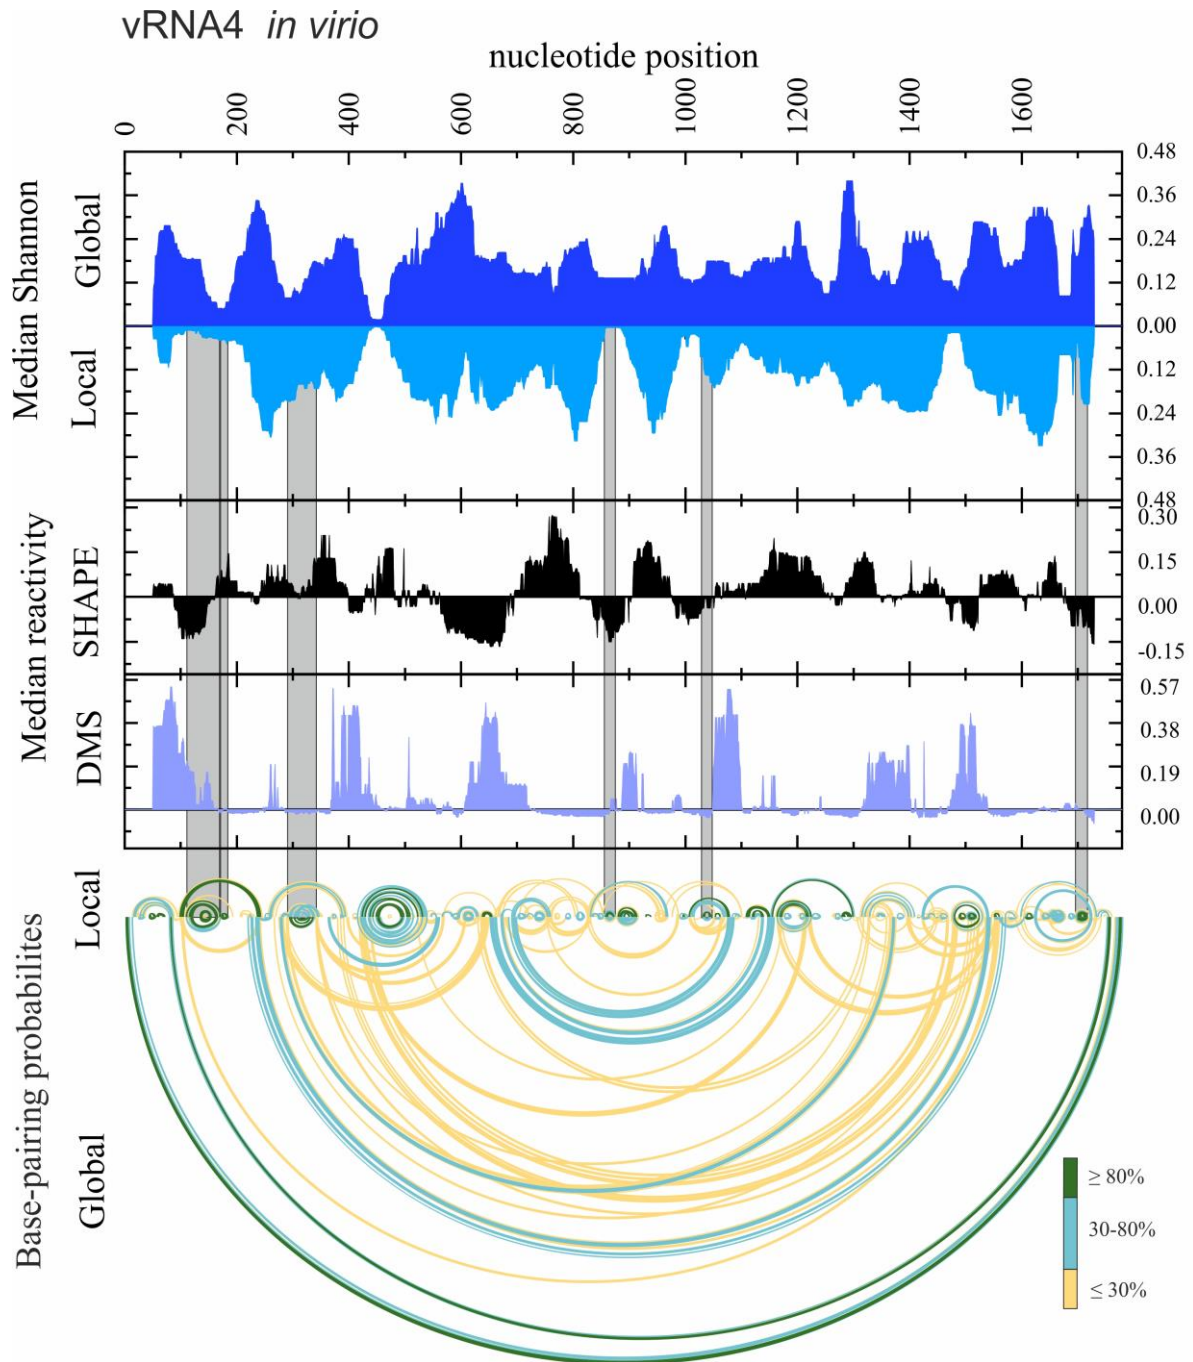 vRNA4 in virio
nucleotide position
0
200
400
600
800
1000
1200
1400
1600
Median Shannon
Global
Local
0.48
0.36
0.24
0.12
0.00
0.12
0.24
0.36
0.48
Median reactivity
SHAPE
0.30
0.15
0.00
-0.15
DMS
0.57
0.38
0.19
0.00
Base-pairing probabilites
Local
Global
≥ 80%
30-80%
≤ 30%